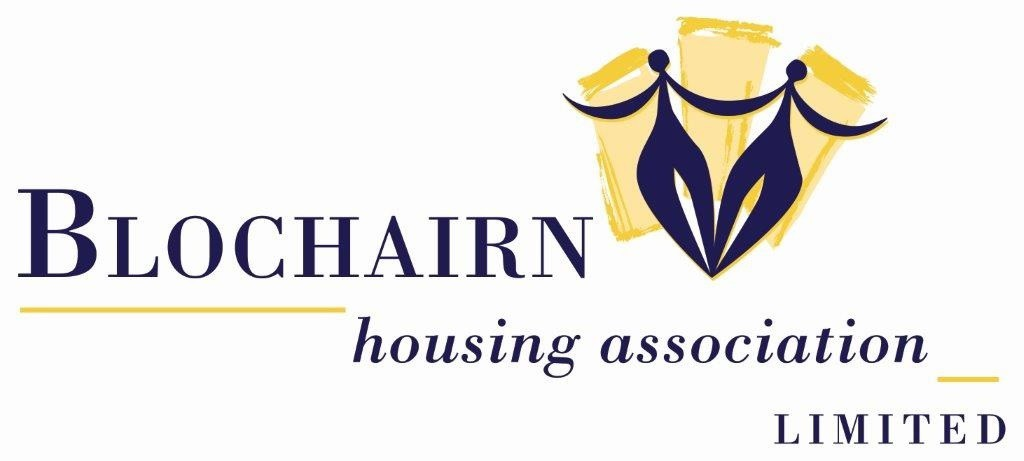 BLOCHAIRN
housing association
LIMITED